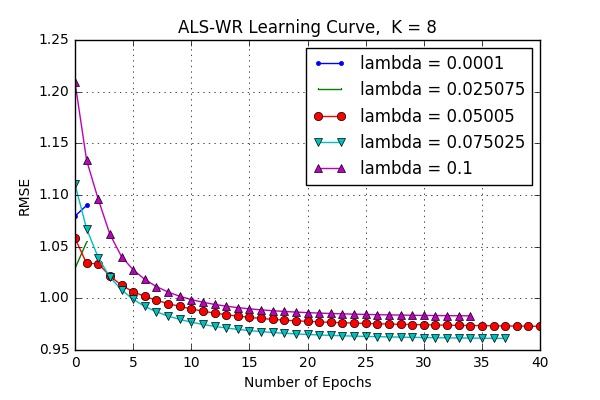 ALS-WR Learning Curve,  K = 8
1.25
1.20
1.15
1.10
1.05
1.00
0.95
RMSE
lambda = 0.0001
lambda = 0.025075
lambda = 0.05005
lambda = 0.075025
lambda = 0.1
0 5 10 15 20 25 30 35 40
Number of Epochs